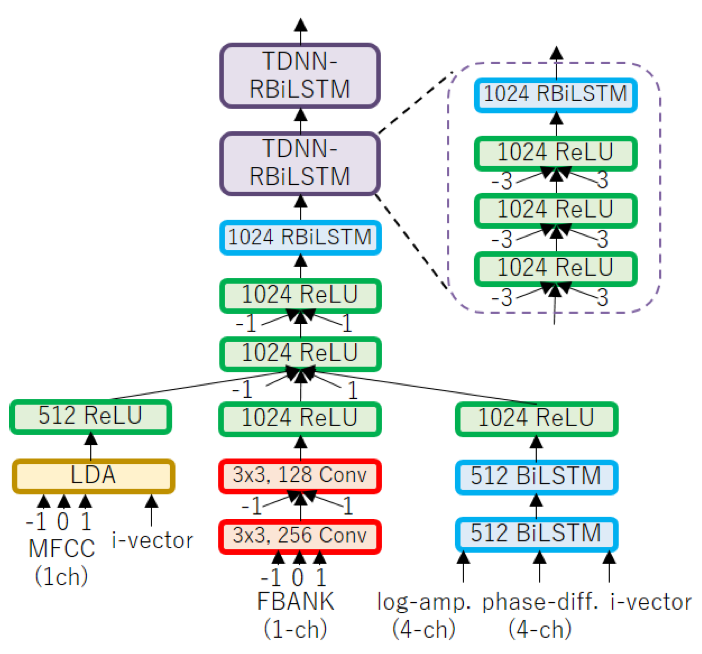 TDNN-
RBiLSTM
TDNN-
RBiLSTM
1024 RBiLSTM
1024 ReLU
-1 1
1024 ReLU
-1 1
512 ReLU
LDA
-1 0 1
MFCC
(1ch)
i-vector
1024 ReLU
3x3, 128 Conv
-1 1
3x3, 256 Conv
-1 0 1
FBANK
(1-ch)
1024 ReLU
512 BiLSTM
512 BiLSTM
log-amp. phase-diff. i-vector
(4-ch) (4-ch)
1024 RBiLSTM
1024 ReLU
-3 3
1024 ReLU
-3 3
1024 ReLU
-3 3